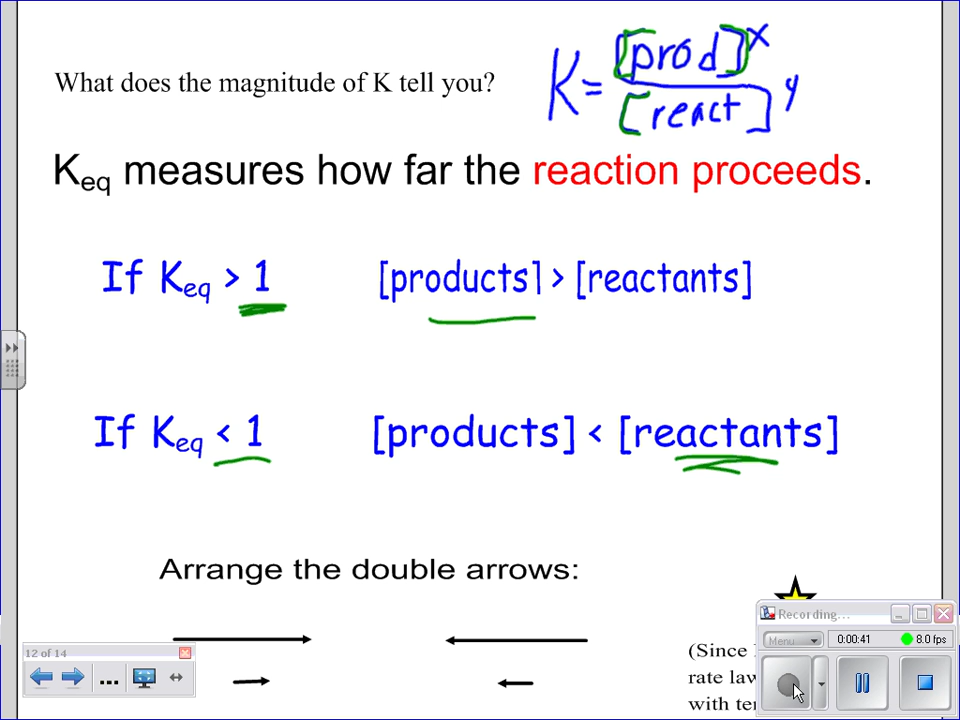 What does the magnitude of K tell you?
K = [prod]x
[react]y
Keq measures how far the reaction proceeds.
If Keq > 1 [products] > [reactants]
If Keq < 1 [products] < [reactants]
Arrange the double arrows:
Recording...
Menu 0:00:41 8.0 fps
12 of 14
...
(Since
rate law
with